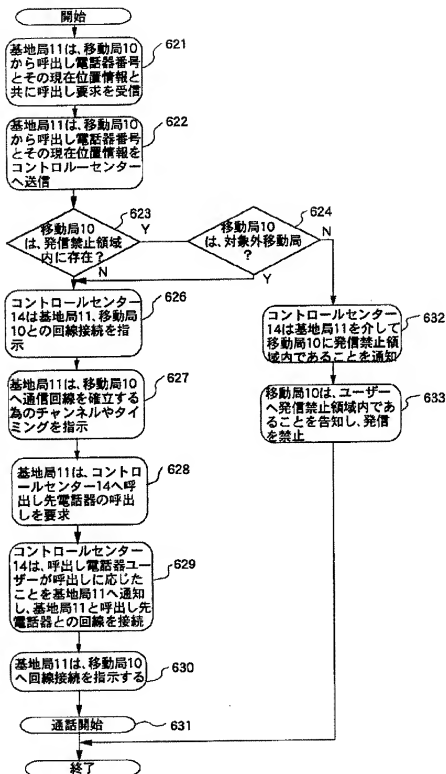 開始
基地局11は、移動局10
から呼出し電話器番号
とその現在位置情報と
共に呼出し要求を受信
621
基地局11は、移動局10
から呼出し電話器番号
とその現在位置情報を
コントロルーセンター
へ送信
622
移動局10
は、発信禁止領域
内に存在?
623
Y
N
移動局10
は、対象外移動局
?
624
N
Y
コントロールセンター
14は基地局11、移動局
10との回線接続を指
示
626
基地局11は、移動局10
へ通信回線を確立する
為のチャンネルやタイ
ミングを指示
627
基地局11は、コントロ
ールセンター14へ呼
出し先電話器の呼出
しを要求
628
コントロールセンター
14は、呼出し電話器ユー
ザーが呼出しに応じた
ことを基地局11へ通知
し、基地局11と呼出し先
電話器との回線を接続
629
基地局11は、移動局10
へ回線接続を指示する
630
通話開始
631
コントロールセンター
14は基地局11を介して
移動局10に発信禁止領
域内であることを通知
632
移動局10は、ユーザー
へ発信禁止領域内であ
ることを告知し、発信
を禁止
633
終了